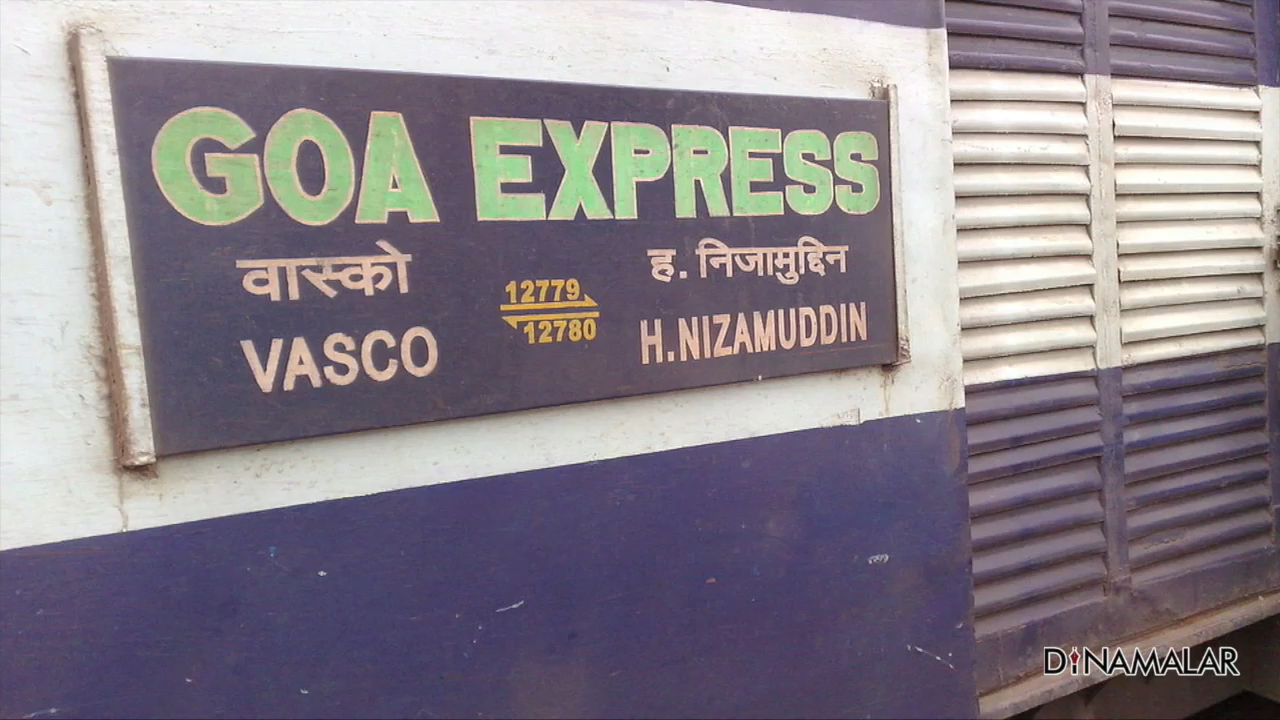 GOA EXPRESS
वास्को
ह. निजामुद्दिन
12779
12780
VASCO
H.NIZAMUDDIN
DINAMALAR